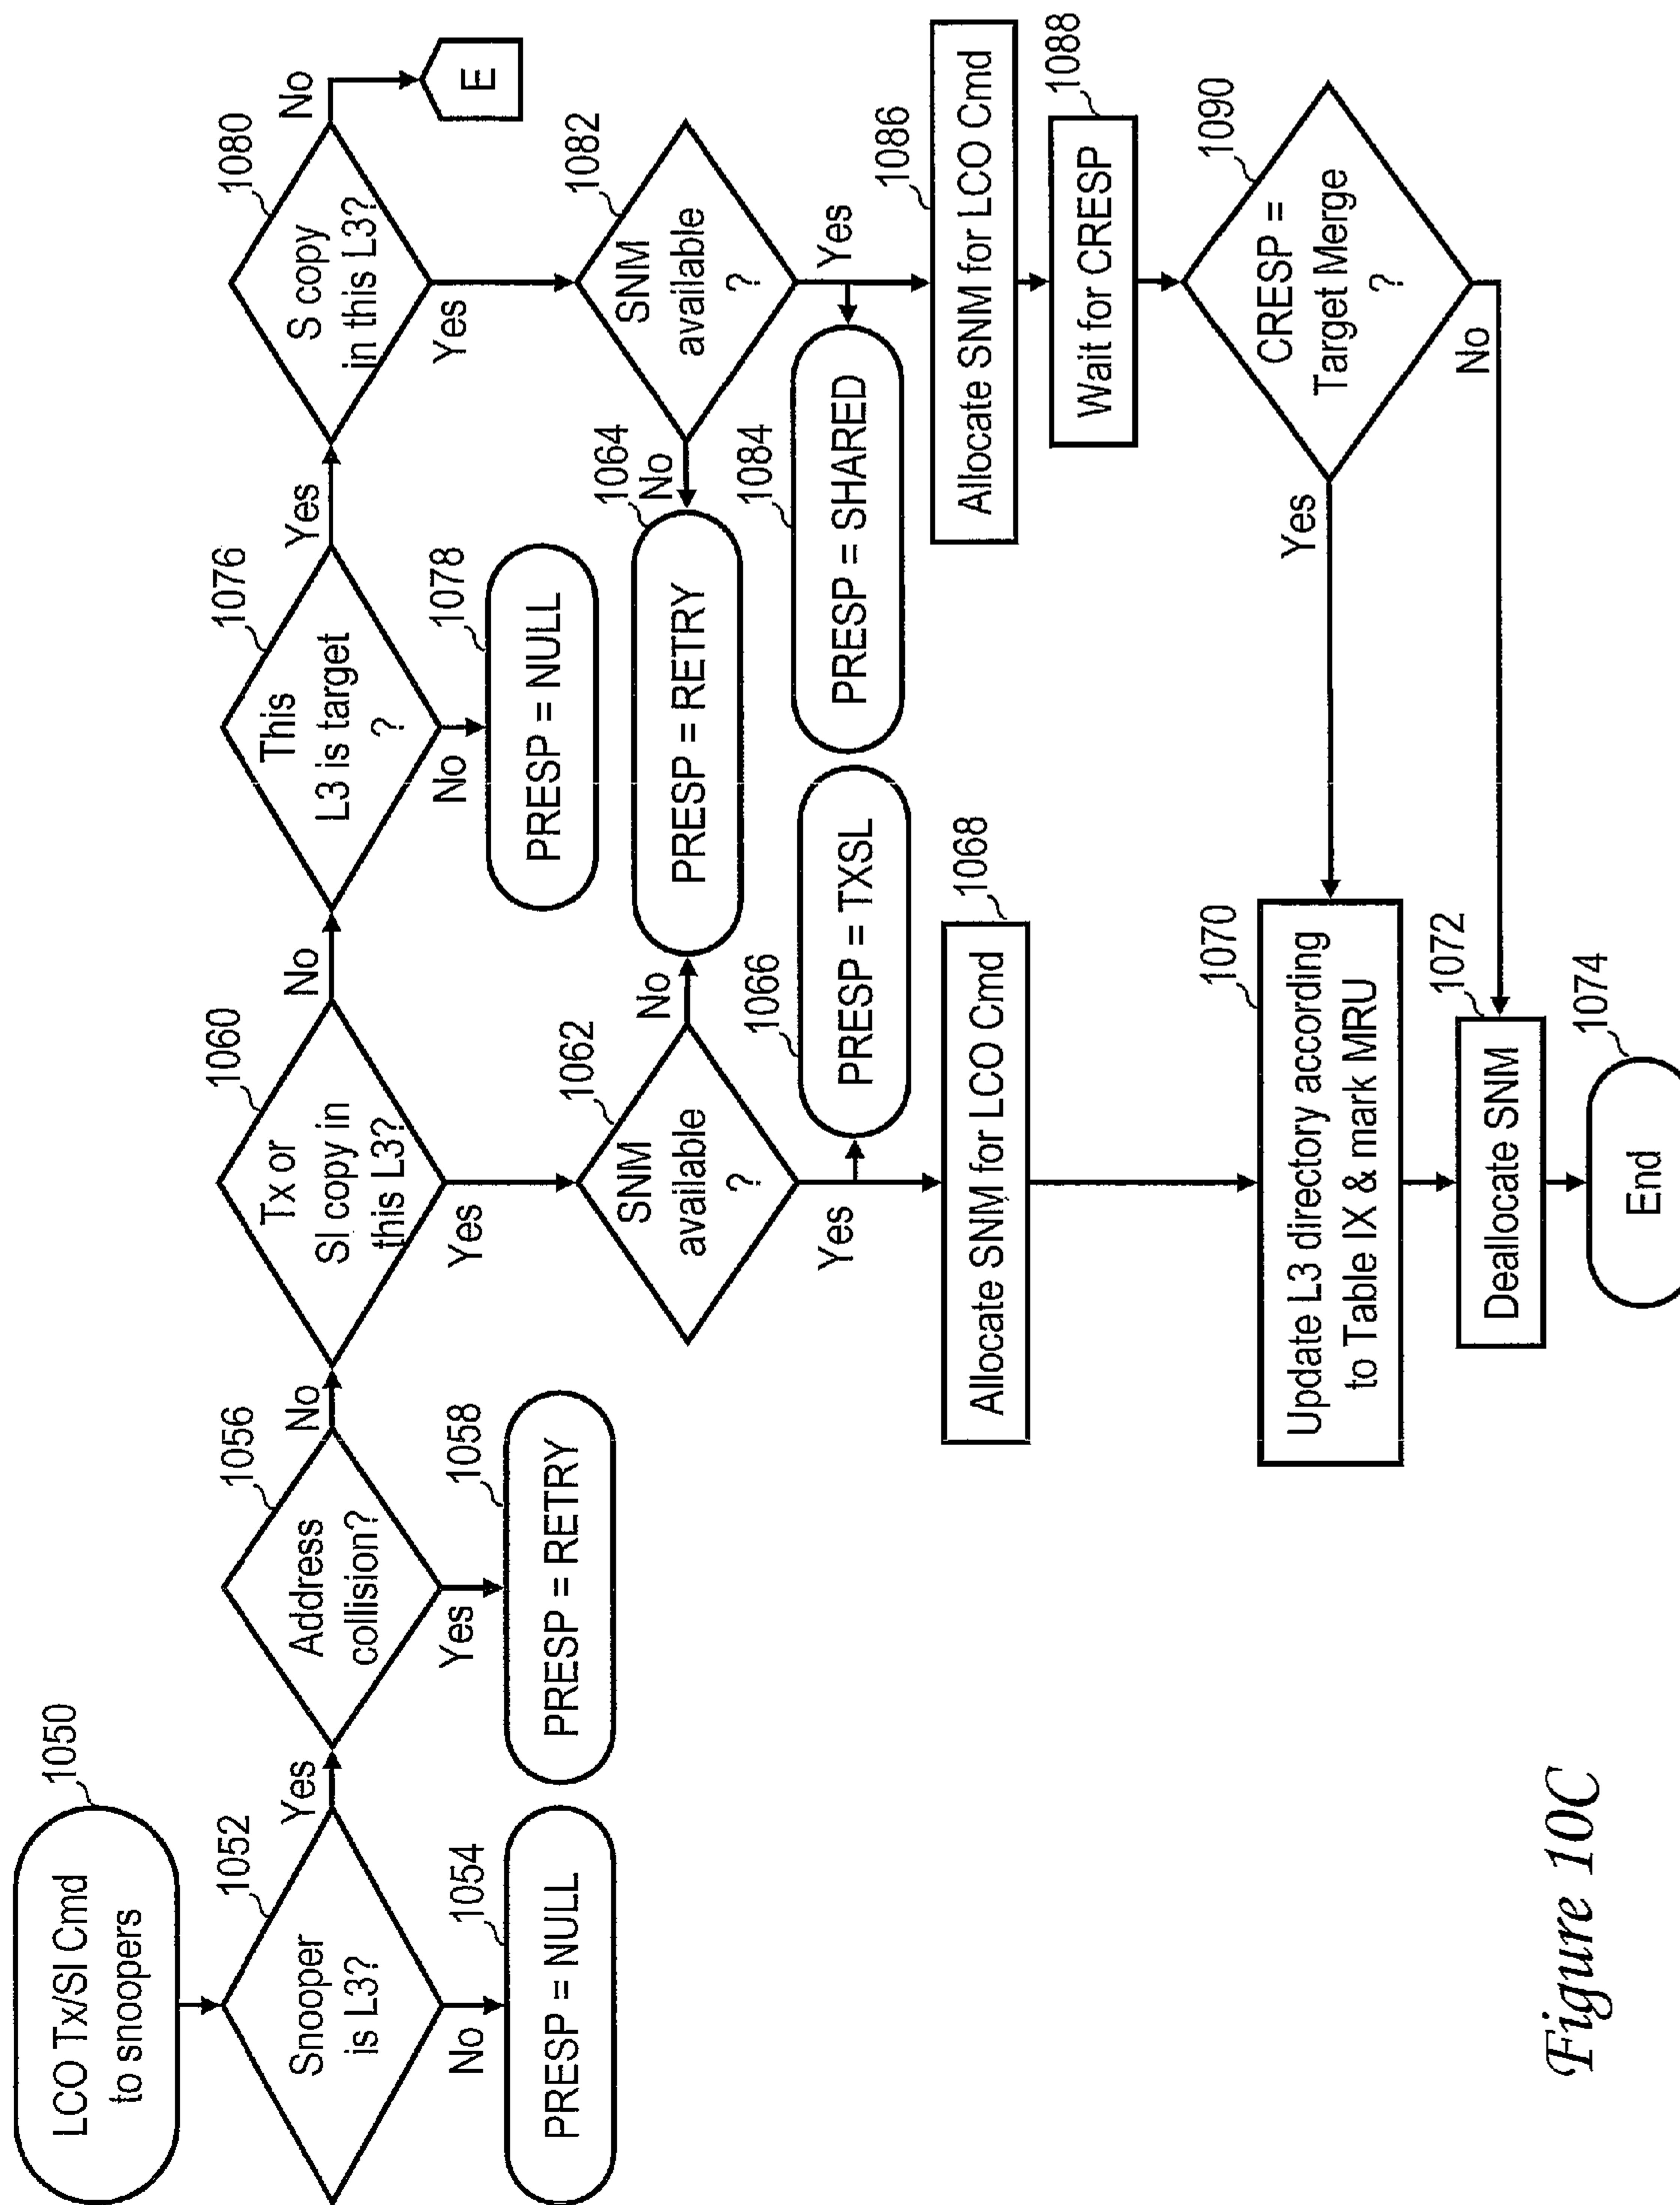 LCO Tx/Sl Cmd
to snoopers
1050
Snooper
is L3?
1052
Yes
No
PRESP = NULL
1054
Address
collision?
1056
No
Yes
PRESP = RETRY
1058
Tx or
Sl copy in
this L3?
1060
No
Yes
SNM
available
?
1062
No
Yes
PRESP = RETRY
1064
PRESP = TXSL
1066
Allocate SNM for LCO Cmd
1068
Update L3 directory according
to Table IX & mark MRU
1070
Deallocate SNM
1072
End
1074
This
L3 is target
?
1076
Yes
No
PRESP = NULL
1078
S copy
in this L3?
1080
No
E
Yes
SNM
available
?
1082
No
Yes
PRESP = SHARED
1084
Allocate SNM for LCO Cmd
1086
Wait for CRESP
1088
CRESP =
Target Merge
?
1090
Yes
No
Figure 10C